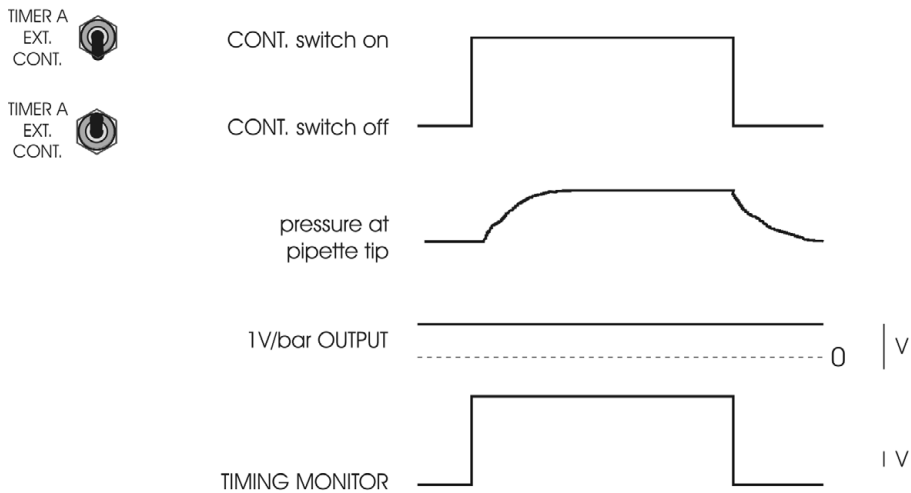 TIMER A
EXT.
CONT.
CONT. switch on
TIMER A
EXT.
CONT.
CONT. switch off
pressure at
pipette tip
1V/bar OUTPUT
0
V
TIMING MONITOR
V